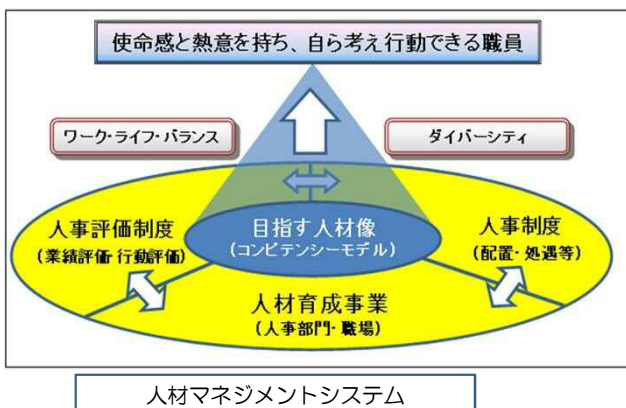 使命感と熱意を持ち、自ら考え行動できる職員
ワーク・ライフ・バランス
ダイバーシティ
人事評価制度
(業績評価・行動評価)
目指す人材像
(コンピテンシーモデル)
人事制度
(配置・処遇等)
人材育成事業
(人事部門・職場)
人材マネジメントシステム